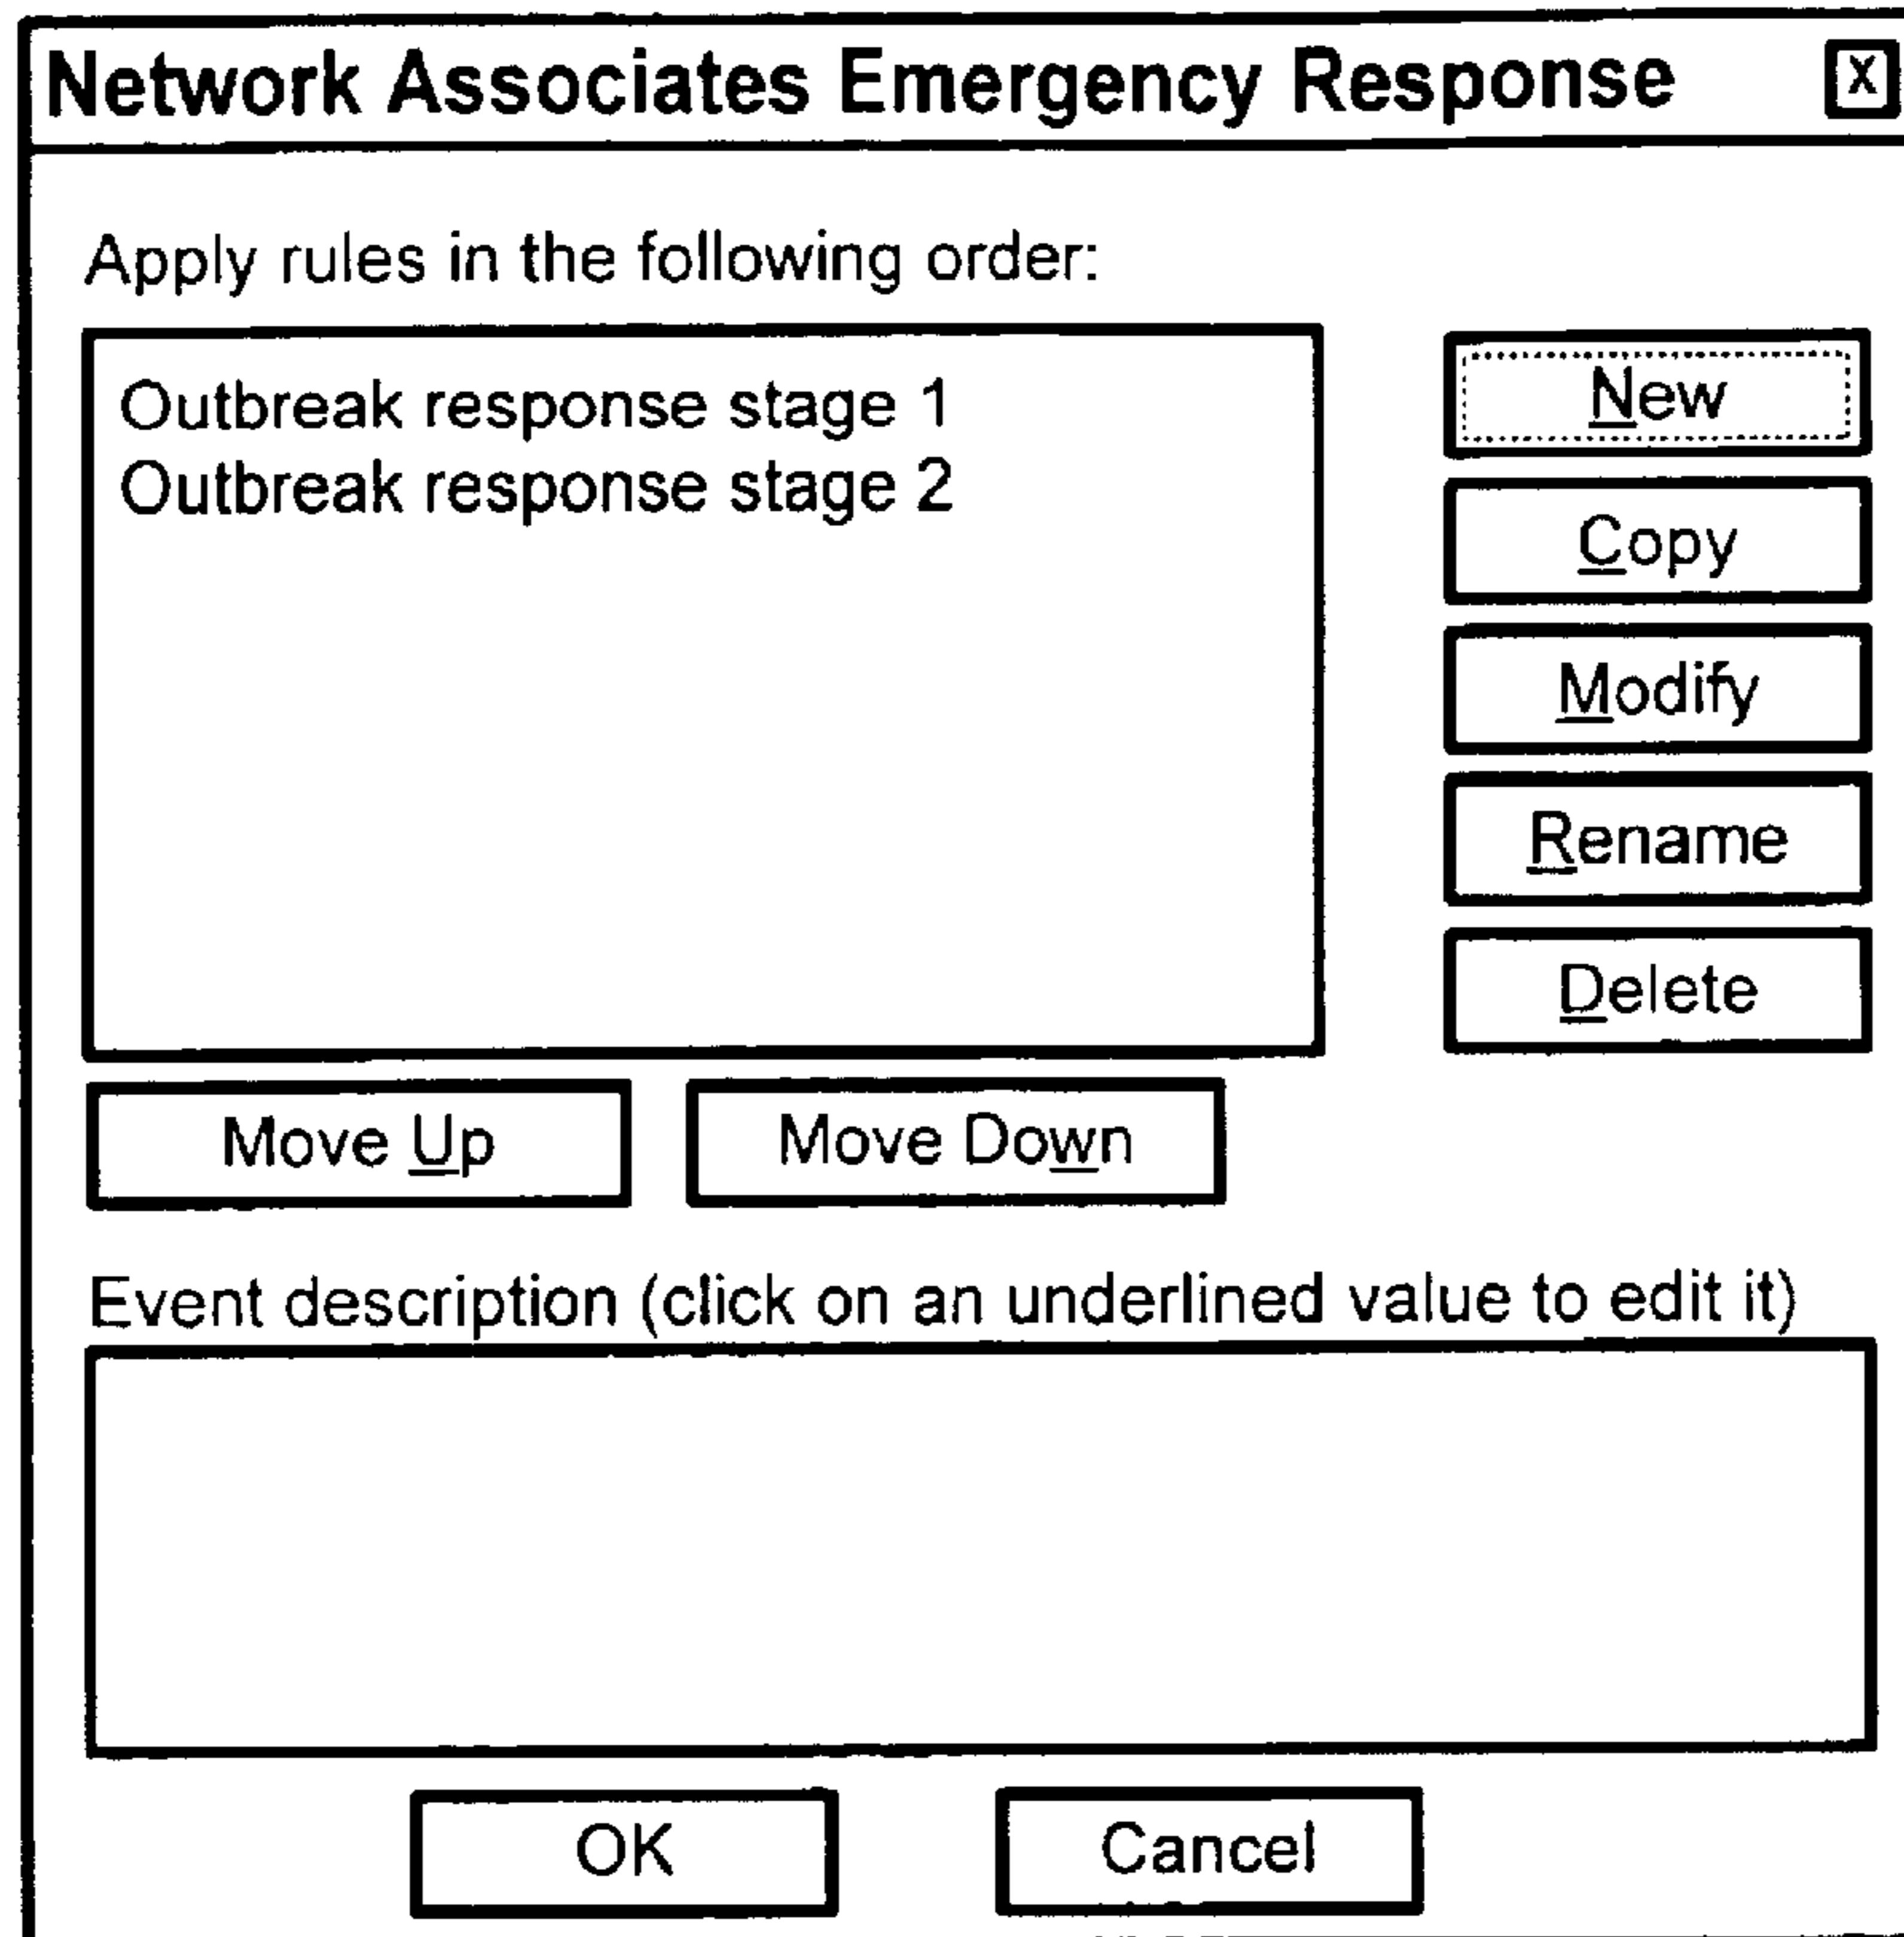 Network Associates Emergency Response X
Apply rules in the following order:
Outbreak response stage 1
Outbreak response stage 2
New
Copy
Modify
Rename
Delete
Move Up
Move Down
Event description (click on an underlined value to edit it)
OK
Cancel